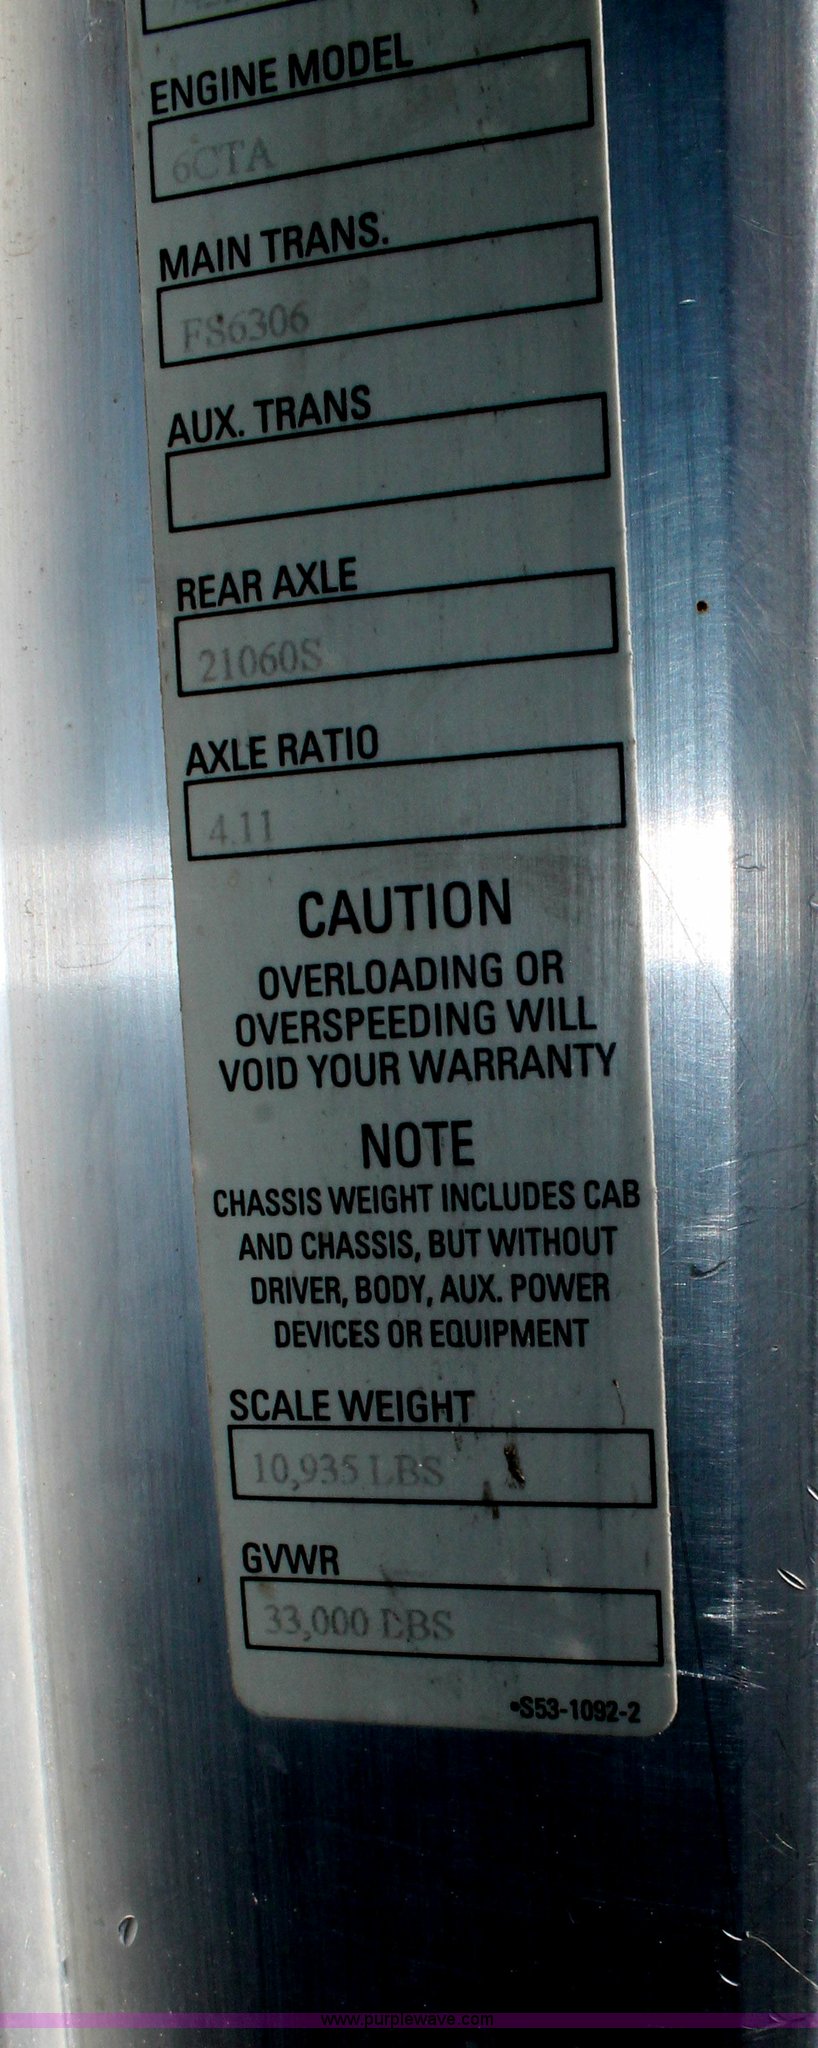 ENGINE MODEL
6CTA
MAIN TRANS.
FS6306
AUX. TRANS
REAR AXLE
21060S
AXLE RATIO
4.11
CAUTION
OVERLOADING OR
OVERSPEEDING WILL
VOID YOUR WARRANTY
NOTE
CHASSIS WEIGHT INCLUDES CAB
AND CHASSIS, BUT WITHOUT
DRIVER, BODY, AUX. POWER
DEVICES OR EQUIPMENT
SCALE WEIGHT
10,935 LBS
GVWR
33,000 LBS
•S53-1092-2
www.purplewave.com